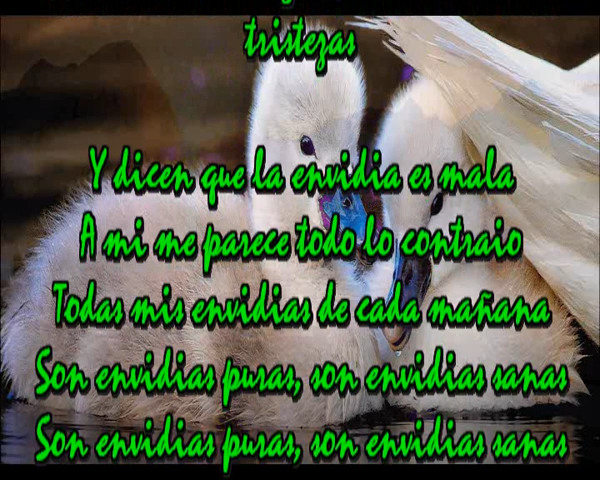 tristezas
Y dicen que la envidia es mala
A mi me parece todo lo contraio
Todas mis envidias de cada mañana
Son envidias puras, son envidias sanas
Son envidias puras, son envidias sanas